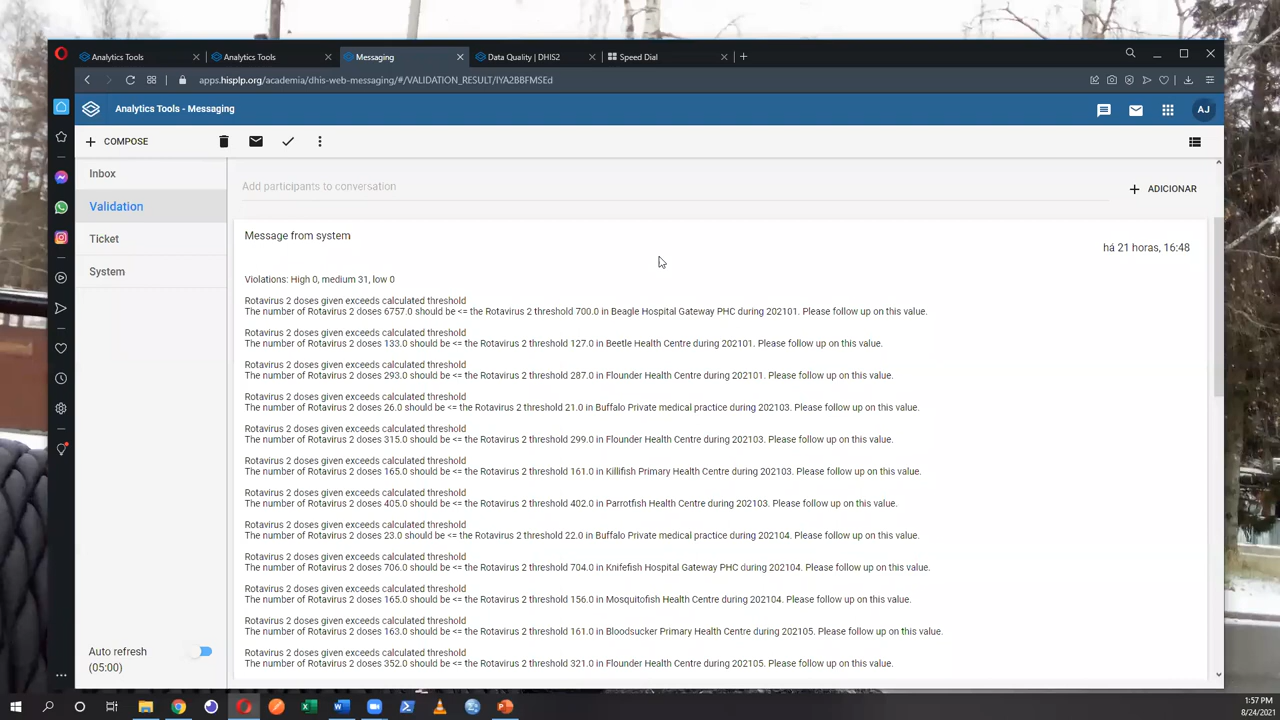 Analytics Tools
Analytics Tools
Messaging
Data Quality | DHIS2
Speed Dial
apps.hisplp.org/academia/dhis-web-messaging/#/VALIDATION_RESULT/IYA2BBFMSEd
Analytics Tools - Messaging
AJ
COMPOSE
Inbox
Validation
Ticket
System
Add participants to conversation
ADICIONAR
Message from system
há 21 horas, 16:48
Violations: High 0, medium 31, low 0
Rotavirus 2 doses given exceeds calculated threshold
The number of Rotavirus 2 doses 6757.0 should be <= the Rotavirus 2 threshold 700.0 in Beagle Hospital Gateway PHC during 202101. Please follow up on this value.
Rotavirus 2 doses given exceeds calculated threshold
The number of Rotavirus 2 doses 133.0 should be <= the Rotavirus 2 threshold 127.0 in Beetle Health Centre during 202101. Please follow up on this value.
Rotavirus 2 doses given exceeds calculated threshold
The number of Rotavirus 2 doses 293.0 should be <= the Rotavirus 2 threshold 287.0 in Flounder Health Centre during 202101. Please follow up on this value.
Rotavirus 2 doses given exceeds calculated threshold
The number of Rotavirus 2 doses 26.0 should be <= the Rotavirus 2 threshold 21.0 in Buffalo Private medical practice during 202103. Please follow up on this value.
Rotavirus 2 doses given exceeds calculated threshold
The number of Rotavirus 2 doses 315.0 should be <= the Rotavirus 2 threshold 299.0 in Flounder Health Centre during 202103. Please follow up on this value.
Rotavirus 2 doses given exceeds calculated threshold
The number of Rotavirus 2 doses 165.0 should be <= the Rotavirus 2 threshold 161.0 in Killifish Primary Health Centre during 202103. Please follow up on this value.
Rotavirus 2 doses given exceeds calculated threshold
The number of Rotavirus 2 doses 405.0 should be <= the Rotavirus 2 threshold 402.0 in Parrotfish Health Centre during 202103. Please follow up on this value.
Rotavirus 2 doses given exceeds calculated threshold
The number of Rotavirus 2 doses 23.0 should be <= the Rotavirus 2 threshold 22.0 in Buffalo Private medical practice during 202104. Please follow up on this value.
Rotavirus 2 doses given exceeds calculated threshold
The number of Rotavirus 2 doses 706.0 should be <= the Rotavirus 2 threshold 704.0 in Knifefish Hospital Gateway PHC during 202104. Please follow up on this value.
Rotavirus 2 doses given exceeds calculated threshold
The number of Rotavirus 2 doses 165.0 should be <= the Rotavirus 2 threshold 156.0 in Mosquitofish Health Centre during 202104. Please follow up on this value.
Rotavirus 2 doses given exceeds calculated threshold
The number of Rotavirus 2 doses 163.0 should be <= the Rotavirus 2 threshold 161.0 in Bloodsucker Primary Health Centre during 202105. Please follow up on this value.
Rotavirus 2 doses given exceeds calculated threshold
The number of Rotavirus 2 doses 352.0 should be <= the Rotavirus 2 threshold 321.0 in Flounder Health Centre during 202105. Please follow up on this value.
Auto refresh
(05:00)
1:57 PM
8/24/2021